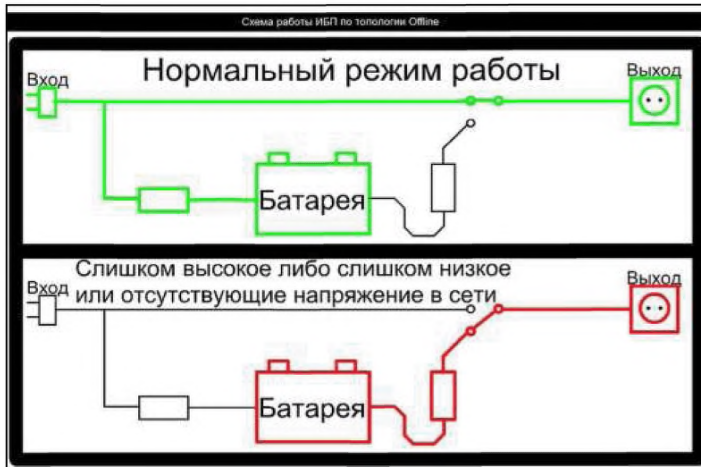 Схема работы ИБП по топологии Offline
Нормальный режим работы
Вход
Выход
Батарея
Слишком высокое либо слишком низкое
или отсутствующие напряжение в сети
Вход
Выход
Батарея